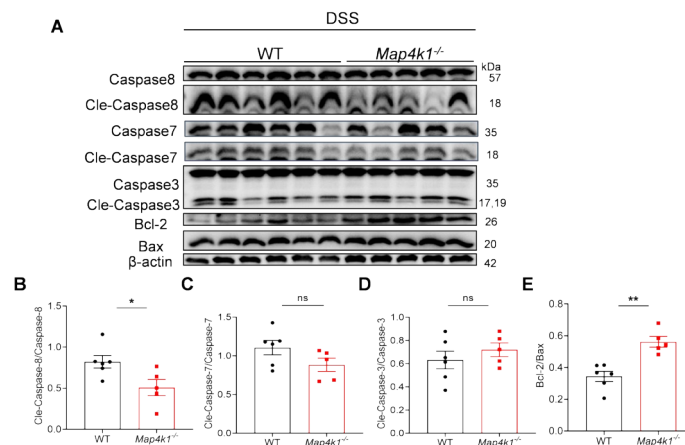 DSS
A
WT Map4k1-/-
kDa
Caspase8 57
Cle-Caspase8 18
Caspase7 35
Cle-Caspase7 18
Caspase3 35
Cle-Caspase3 17,19
Bcl-2 26
Bax 20
β-actin 42
B
Cle-Caspase-8/Caspase-8
1.5
1.0
0.5
0.0
*
WT Map4k1-/-
C
Cle-Caspase-7/Caspase-7
1.5
1.0
0.5
0.0
ns
WT Map4k1-/-
D
Cle-Caspase-3/Caspase-3
1.0
0.8
0.6
0.4
0.2
0.0
ns
WT Map4k1-/-
E
Bcl-2/Bax
0.8
0.6
0.4
0.2
0.0
**
WT Map4k1-/-